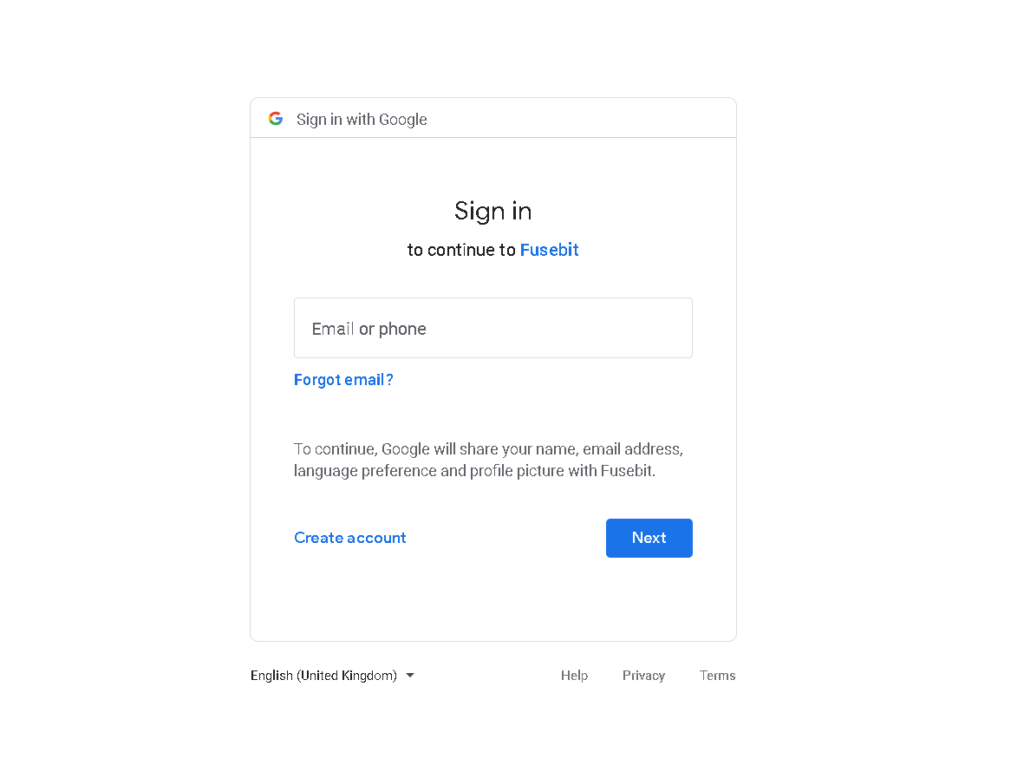 Sign in with Google
Sign in
to continue to Fusebit
Email or phone
Forgot email?
To continue, Google will share your name, email address,
language preference and profile picture with Fusebit.
Create account
Next
English (United Kingdom)
Help
Privacy
Terms